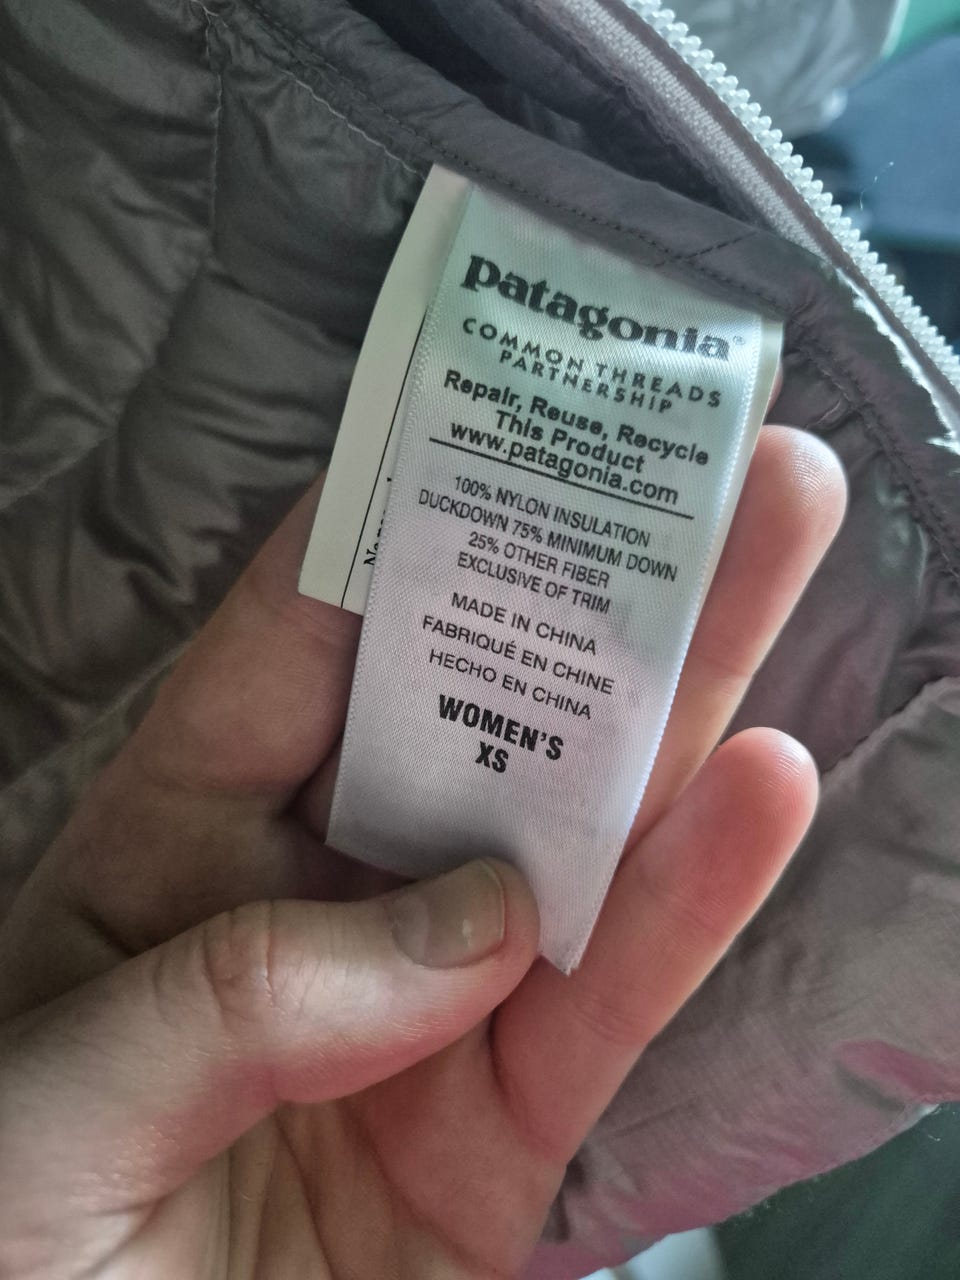 patagonia®
COMMON THREADS
PARTNERSHIP
Repair, Reuse, Recycle
This Product
www.patagonia.com
100% NYLON INSULATION
DUCKDOWN 75% MINIMUM DOWN
25% OTHER FIBER
EXCLUSIVE OF TRIM
MADE IN CHINA
FABRIQUÉ EN CHINE
HECHO EN CHINA
WOMEN'S
XS